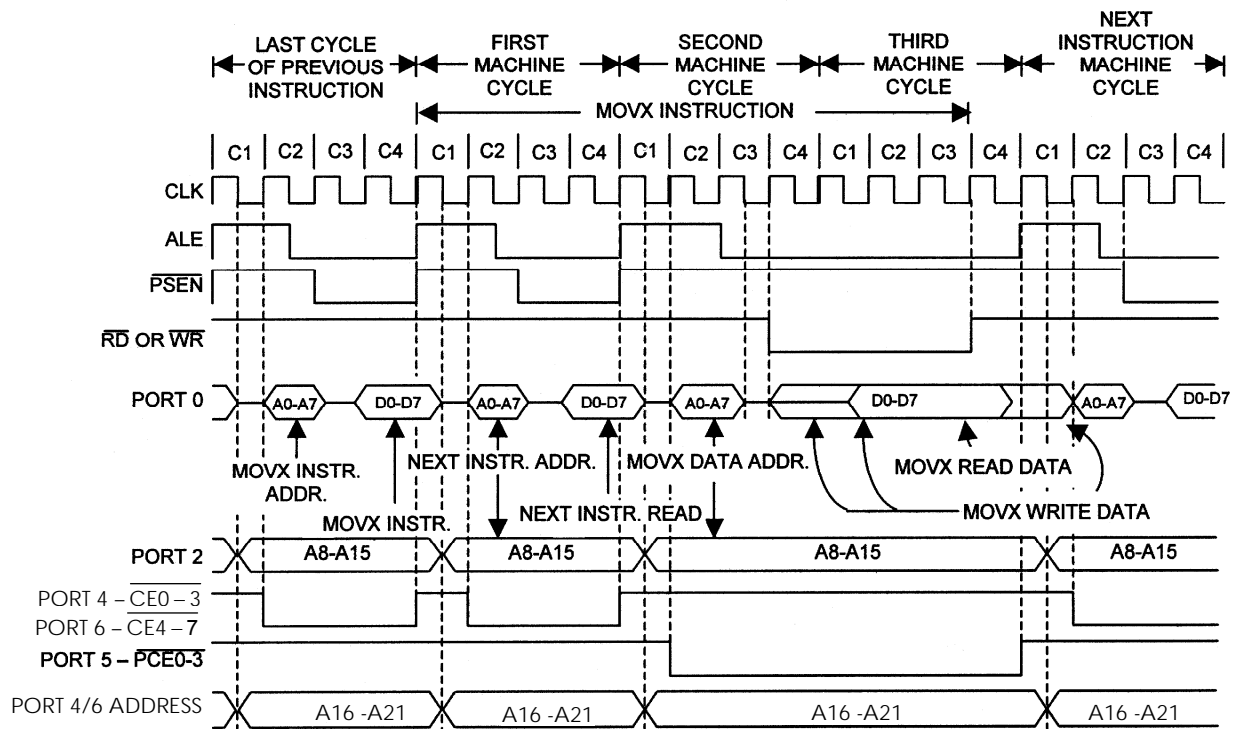 LAST CYCLE
OF PREVIOUS
INSTRUCTION
FIRST
MACHINE
CYCLE
SECOND
MACHINE
CYCLE
THIRD
MACHINE
CYCLE
NEXT
INSTRUCTION
MACHINE
CYCLE
MOVX INSTRUCTION
C1 C2 C3 C4 C1 C2 C3 C4 C1 C2 C3 C4 C1 C2 C3 C4 C1 C2 C3 C4
CLK
ALE
PSEN
RD OR WR
PORT 0 A0-A7 D0-D7 A0-A7 D0-D7 A0-A7 D0-D7 A0-A7 D0-D7
MOVX INSTR.
ADDR.
NEXT INSTR. ADDR.
MOVX DATA ADDR.
MOVX READ DATA
MOVX INSTR.
NEXT INSTR. READ
MOVX WRITE DATA
PORT 2 A8-A15 A8-A15 A8-A15 A8-A15
PORT 4 – CE0 – 3
PORT 6 – CE4 – 7
PORT 5 – PCE0-3
PORT 4/6 ADDRESS A16 -A21 A16 -A21 A16 -A21 A16 -A21